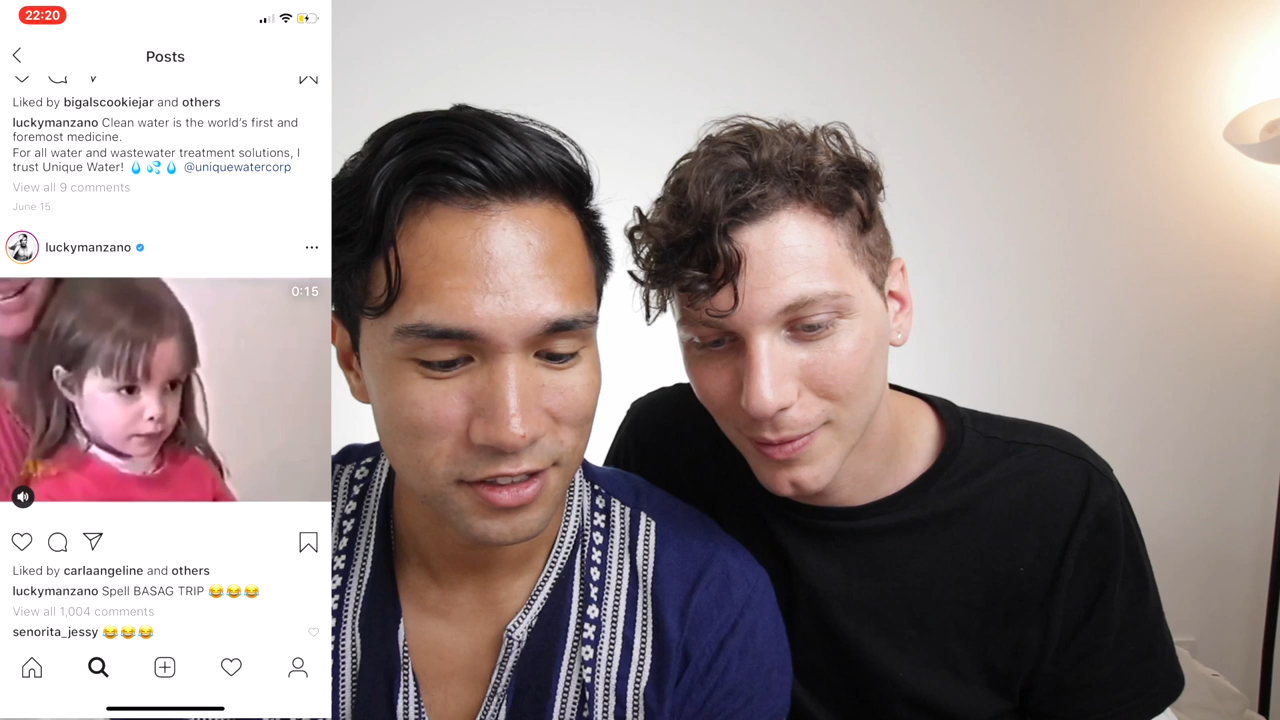 22:20
Posts
Liked by bigalscookiejar and others
luckymanzano Clean water is the world's first and
foremost medicine.
For all water and wastewater treatment solutions, I
trust Unique Water! 💧💦💧 @uniquewatercorp
View all 9 comments
June 15
luckymanzano
0:15
Liked by carlaangeline and others
luckymanzano Spell BASAG TRIP 😂😂😂
View all 1,004 comments
senorita_jessy 😂😂😂